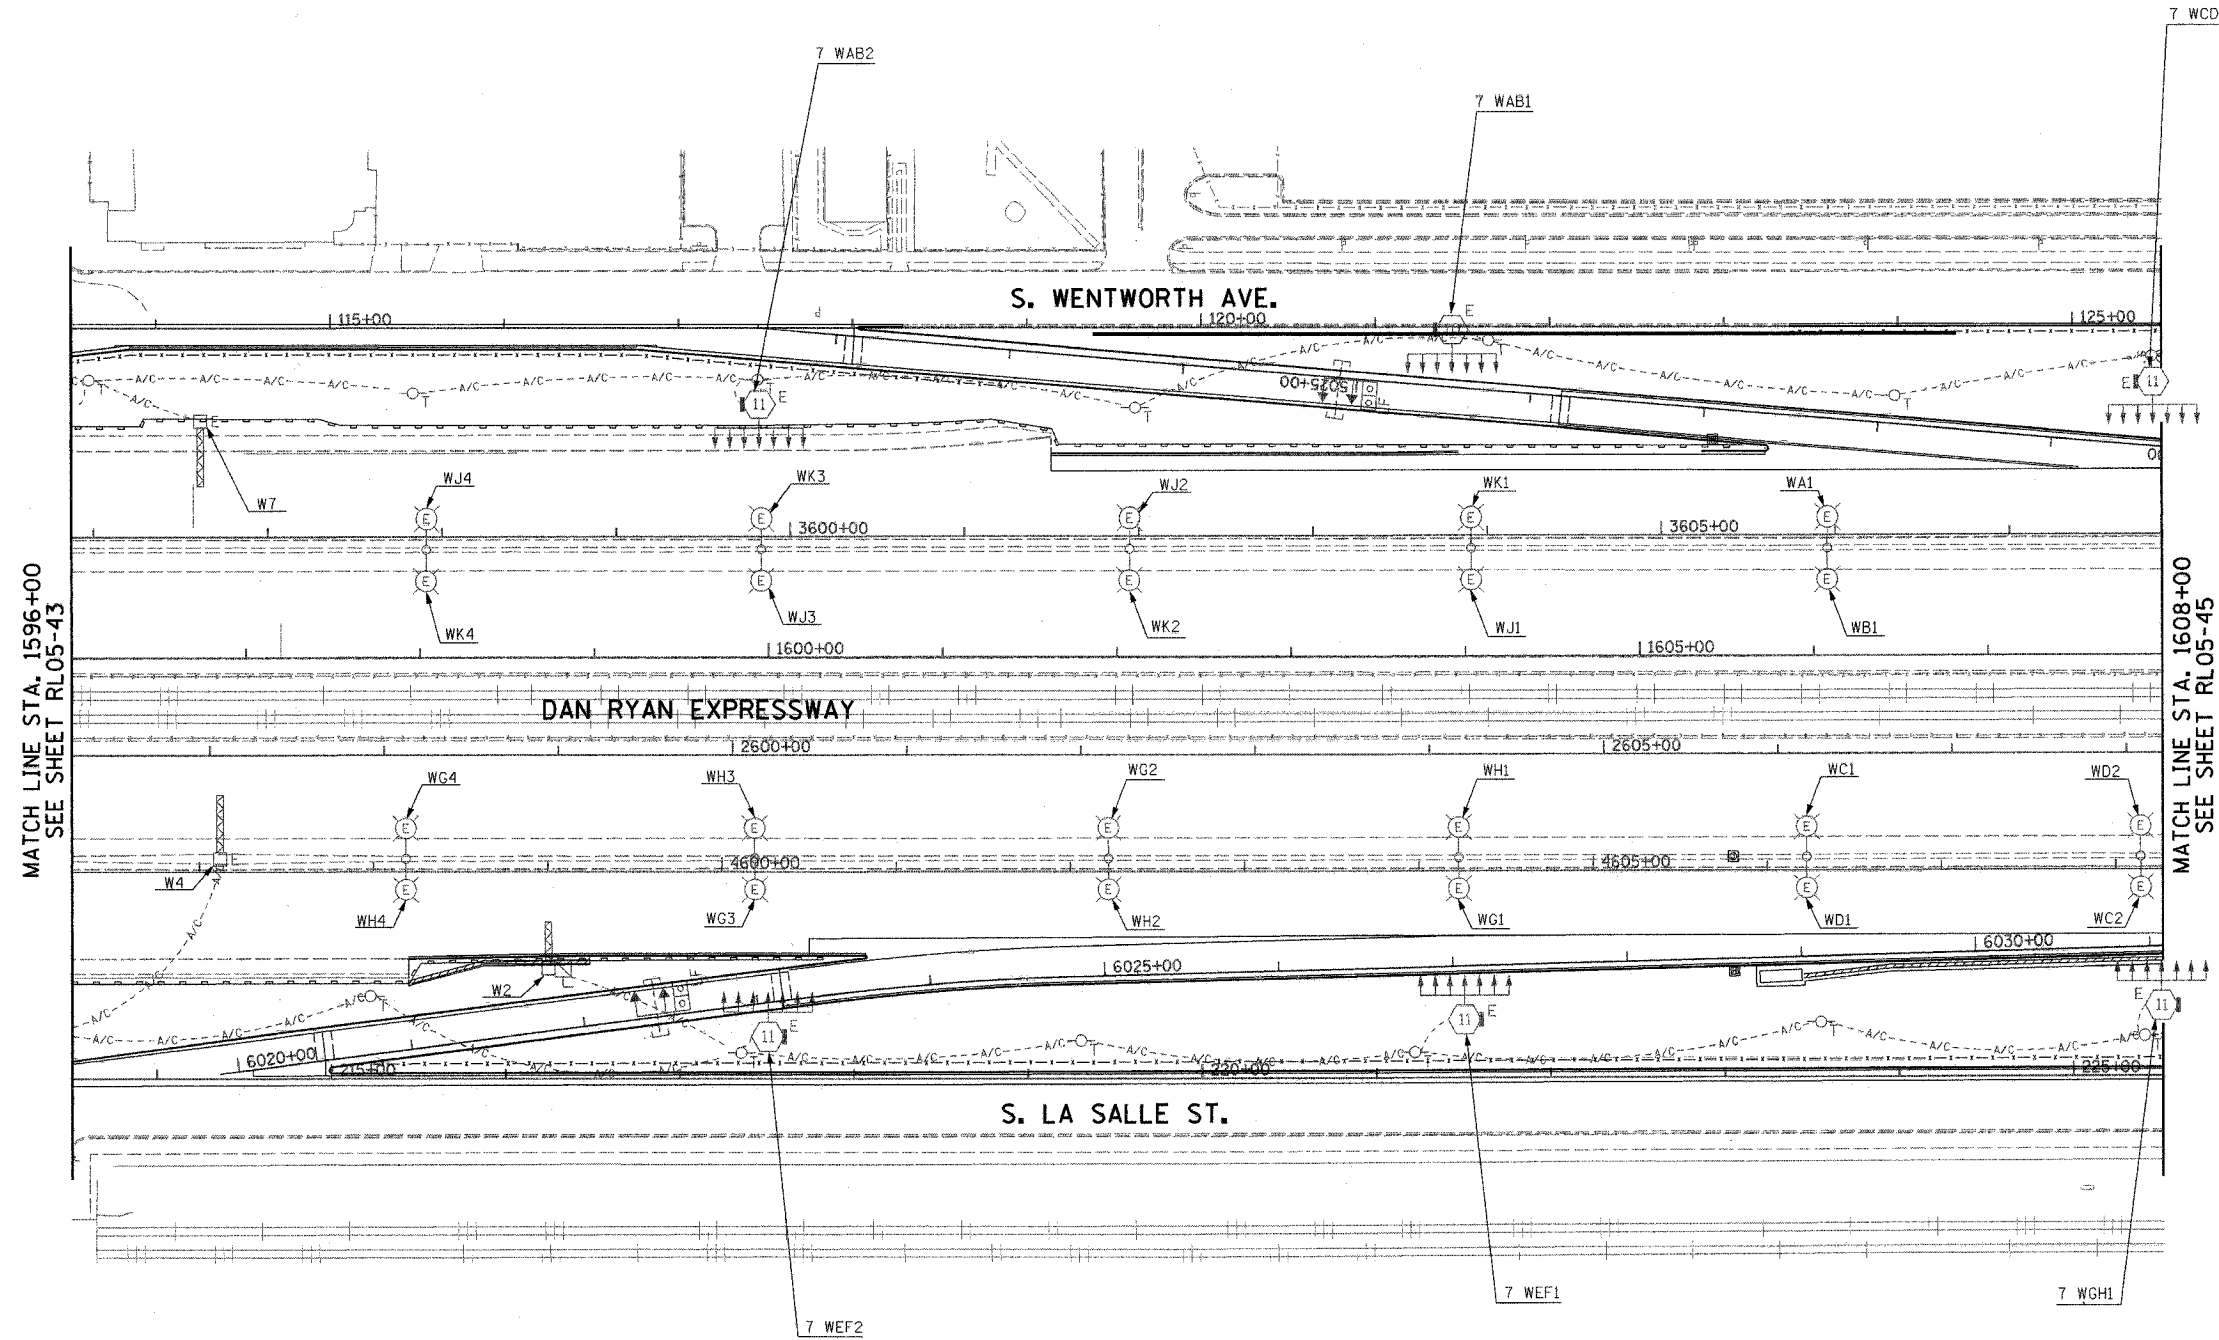 7 WCD
7 WAB2
7 WAB1
S. WENTWORTH AVE.
E
115+00
120+00
125+00
A/C A/C A/C A/C A/C A/C A/C A/C A/C A/C A/C A/C
5025+00
11 E
E 11
T T T T
A/C
E
W7
WJ4
WK3
WJ2
WK1
WA1
E E E E E
3600+00
3605+00
E E E E E
WK4
WJ3
WK2
WJ1
WB1
1600+00
1605+00
MATCH LINE STA. 1596+00
SEE SHEET RL05-43
MATCH LINE STA. 1608+00
SEE SHEET RL05-45
DAN RYAN EXPRESSWAY
2600+00
2605+00
WG4
WH3
WG2
WH1
WC1
WD2
E E E E E E
4600+00
4605+00
W4
E E E E E E
WH4
WG3
WH2
WG1
WD1
WC2
A/C
6030+00
6025+00
W2
A/C A/C A/C A/C
T
11 E
11 E
E 11
6020+00
A/C A/C A/C A/C A/C A/C A/C A/C
T T
215+00
220+00
225+00
S. LA SALLE ST.
7 WEF2
7 WEF1
7 WGH1